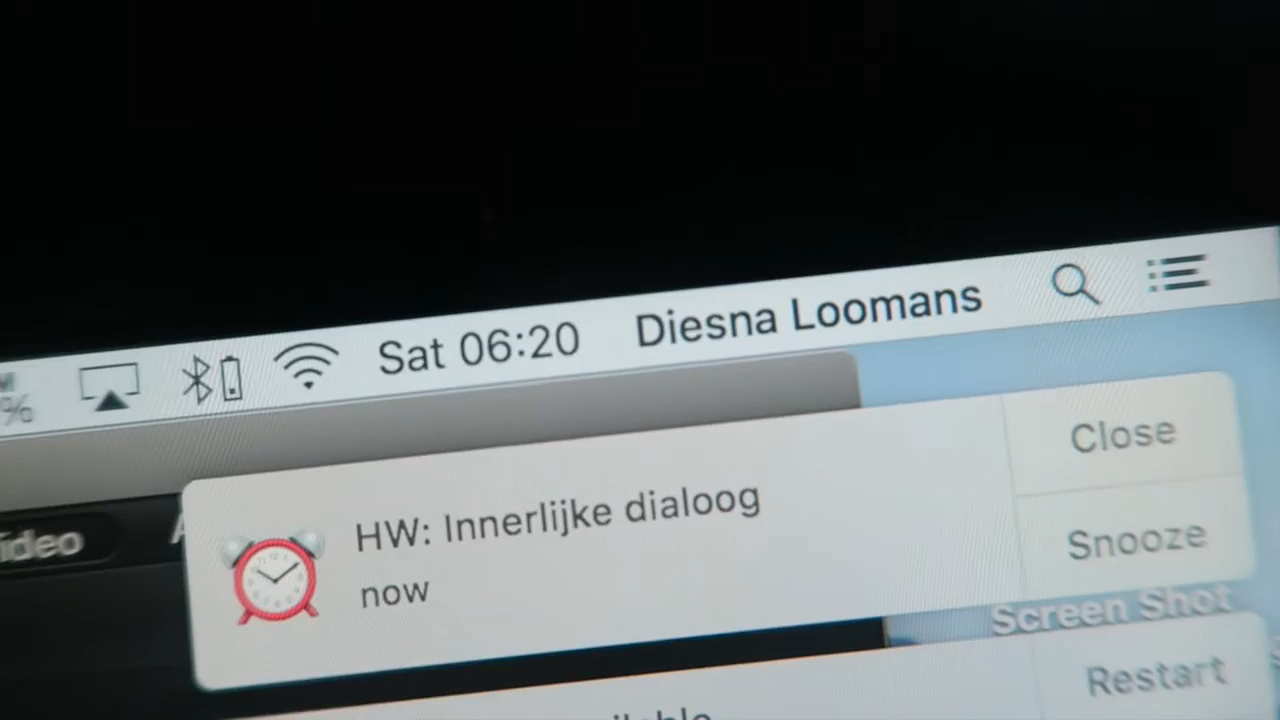 %
Sat 06:20 Diesna Loomans
HW: Innerlijke dialoog
now
Close
Snooze
Screen Shot
Restart